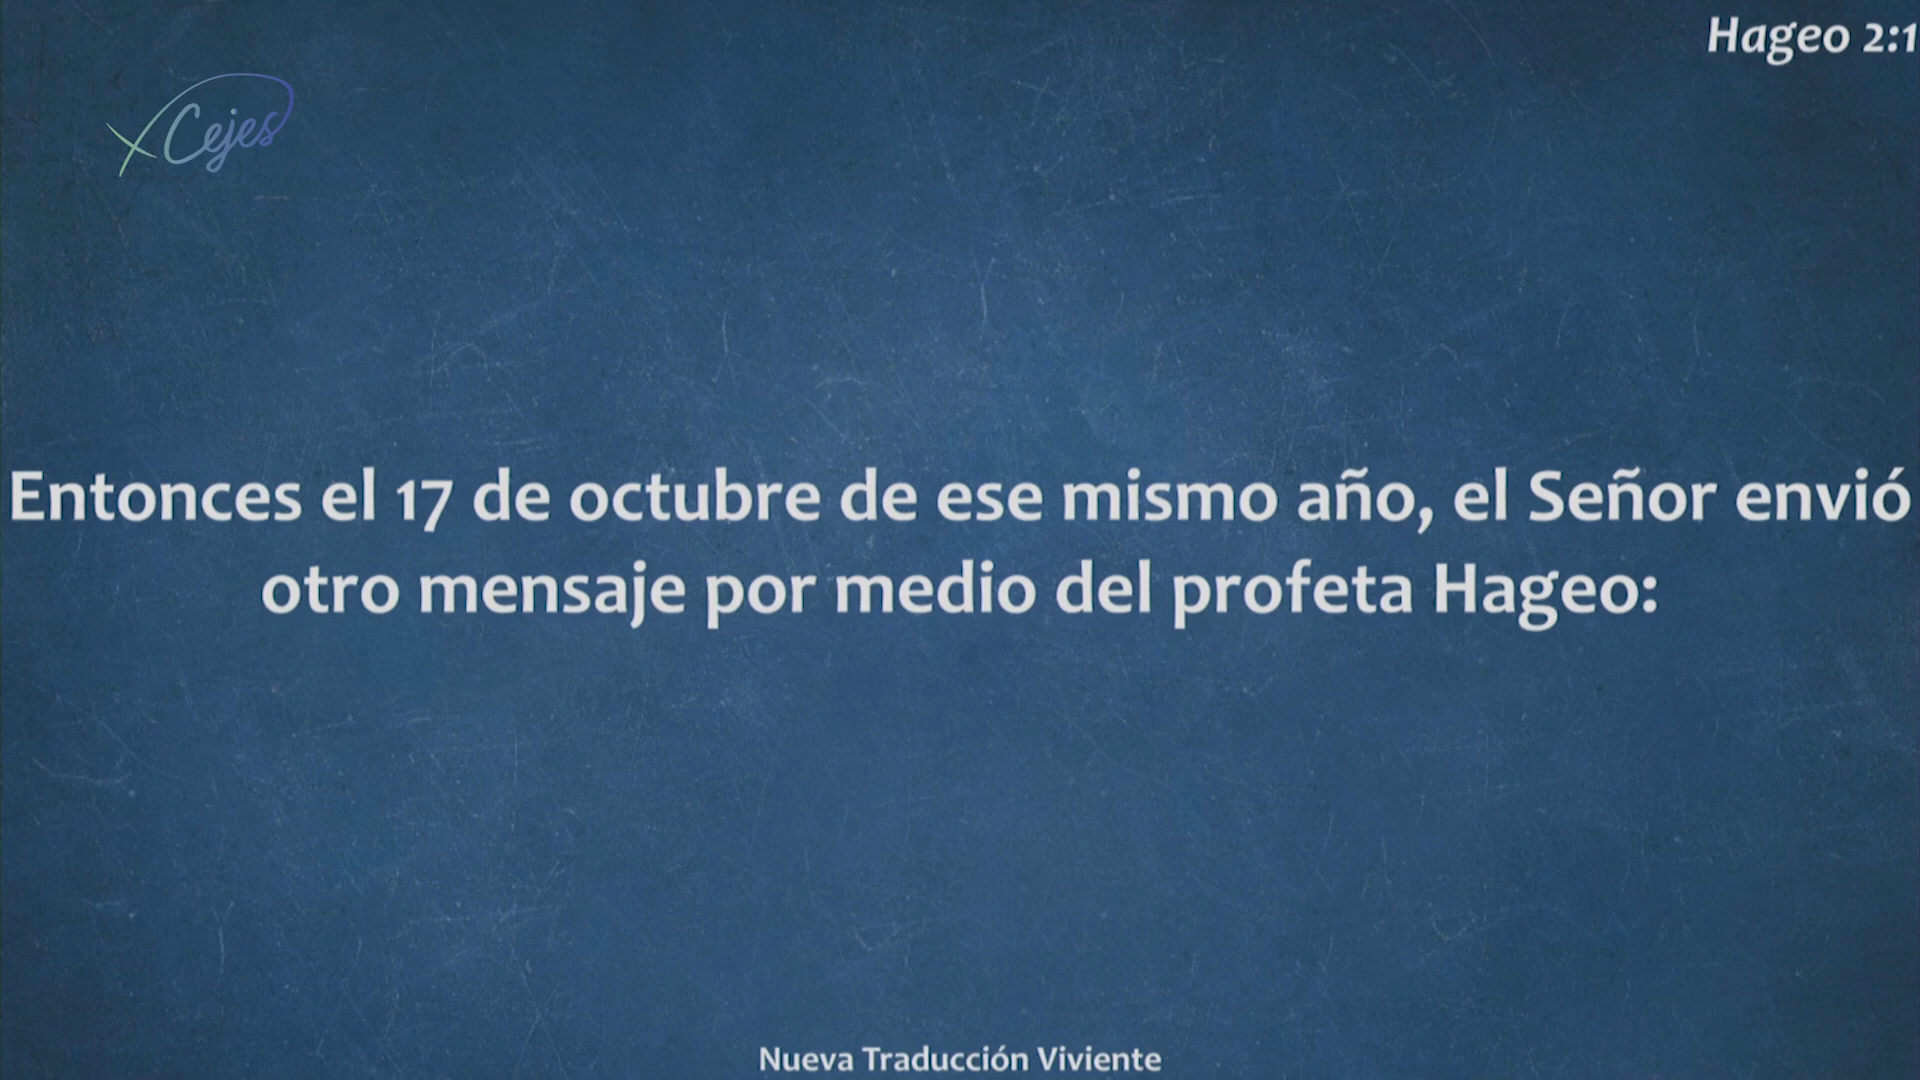 Hageo 2:1
Cejes
Entonces el 17 de octubre de ese mismo año, el Señor envió
otro mensaje por medio del profeta Hageo:
Nueva Traducción Viviente